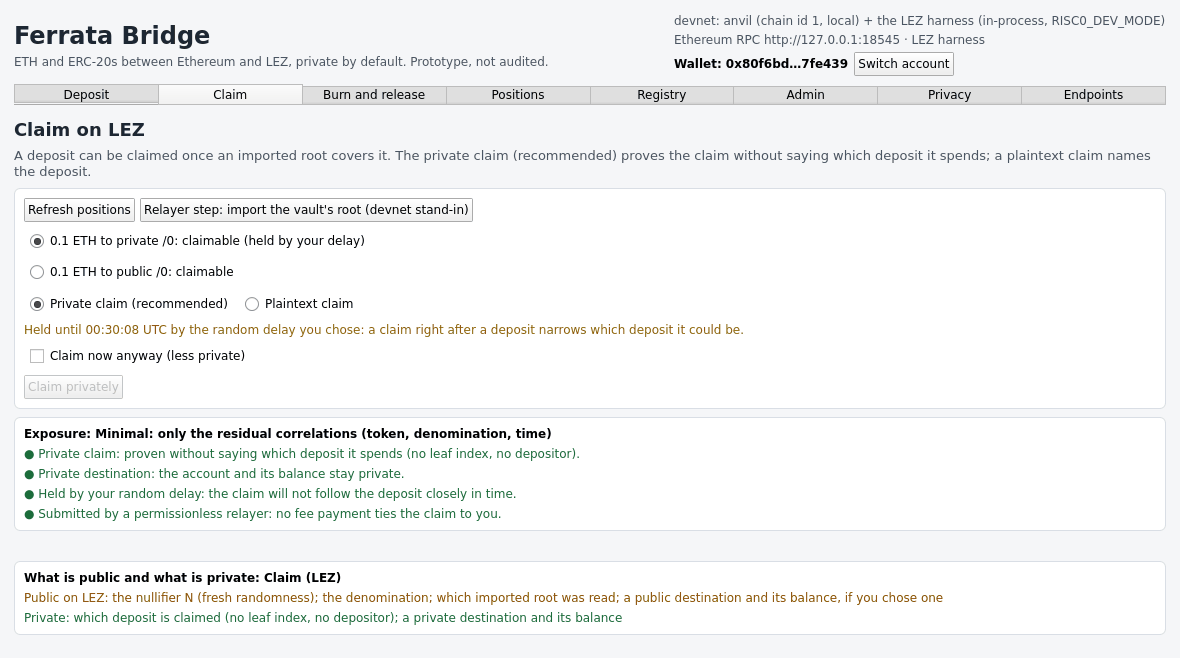 Ferrata Bridge
ETH and ERC-20s between Ethereum and LEZ, private by default. Prototype, not audited.
devnet: anvil (chain id 1, local) + the LEZ harness (in-process, RISC0_DEV_MODE)
Ethereum RPC http://127.0.0.1:18545 · LEZ harness
Wallet: 0x80f6bd...7fe439 Switch account
Deposit Claim Burn and release Positions Registry Admin Privacy Endpoints
Claim on LEZ
A deposit can be claimed once an imported root covers it. The private claim (recommended) proves the claim without saying which deposit it spends; a plaintext claim names
the deposit.
Refresh positions Relayer step: import the vault's root (devnet stand-in)
0.1 ETH to private /0: claimable (held by your delay)
0.1 ETH to public /0: claimable
Private claim (recommended) Plaintext claim
Held until 00:30:08 UTC by the random delay you chose: a claim right after a deposit narrows which deposit it could be.
Claim now anyway (less private)
Claim privately
Exposure: Minimal: only the residual correlations (token, denomination, time)
● Private claim: proven without saying which deposit it spends (no leaf index, no depositor).
● Private destination: the account and its balance stay private.
● Held by your random delay: the claim will not follow the deposit closely in time.
● Submitted by a permissionless relayer: no fee payment ties the claim to you.
What is public and what is private: Claim (LEZ)
Public on LEZ: the nullifier N (fresh randomness); the denomination; which imported root was read; a public destination and its balance, if you chose one
Private: which deposit is claimed (no leaf index, no depositor); a private destination and its balance